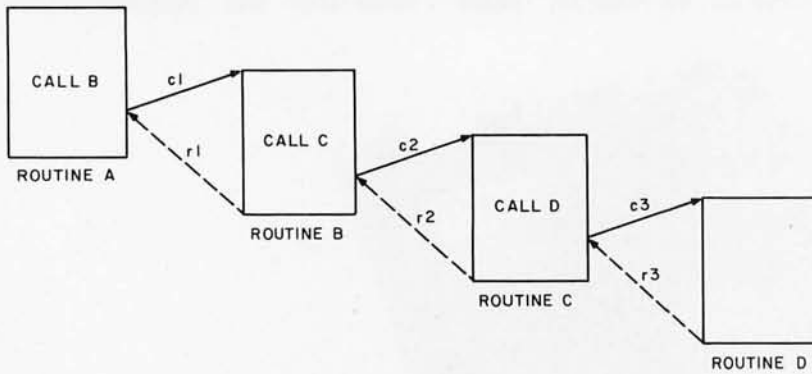 CALL B
c1
r1
ROUTINE A
CALL C
c2
r2
ROUTINE B
CALL D
c3
r3
ROUTINE C
ROUTINE D